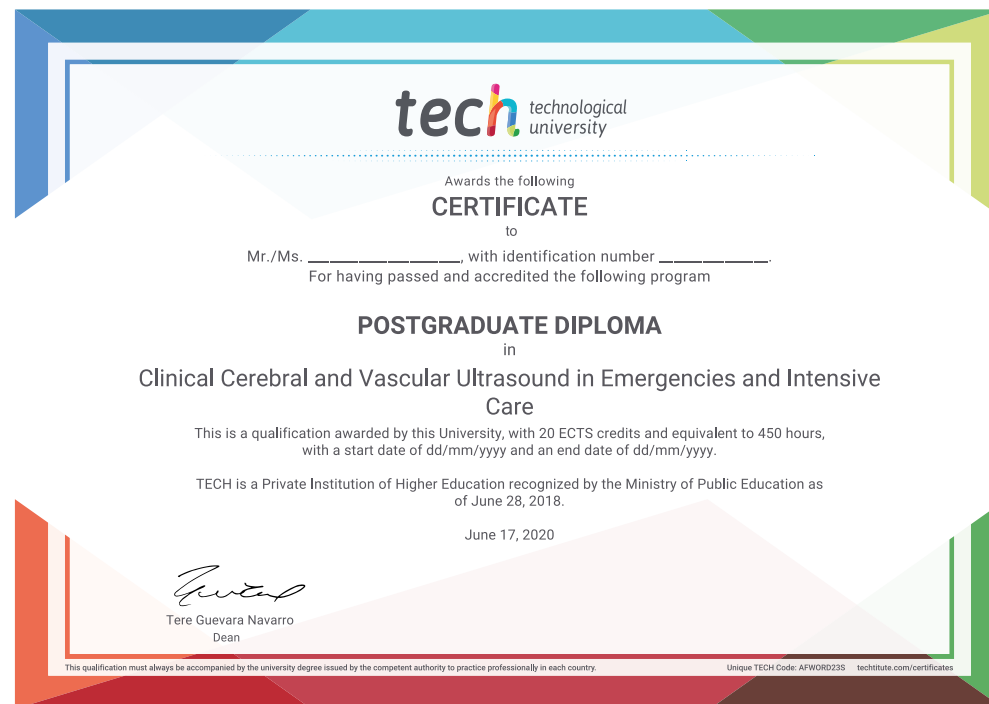 tech technological
university
Awards the following
CERTIFICATE
to
Mr./Ms. ____________________, with identification number ______________.
For having passed and accredited the following program
POSTGRADUATE DIPLOMA
in
Clinical Cerebral and Vascular Ultrasound in Emergencies and Intensive
Care
This is a qualification awarded by this University, with 20 ECTS credits and equivalent to 450 hours,
with a start date of dd/mm/yyyy and an end date of dd/mm/yyyy.
TECH is a Private Institution of Higher Education recognized by the Ministry of Public Education as
of June 28, 2018.
June 17, 2020
Tere Guevara Navarro
Dean
This qualification must always be accompanied by the university degree issued by the competent authority to practice professionally in each country.
Unique TECH Code: AFWORD23S techtitute.com/certificates